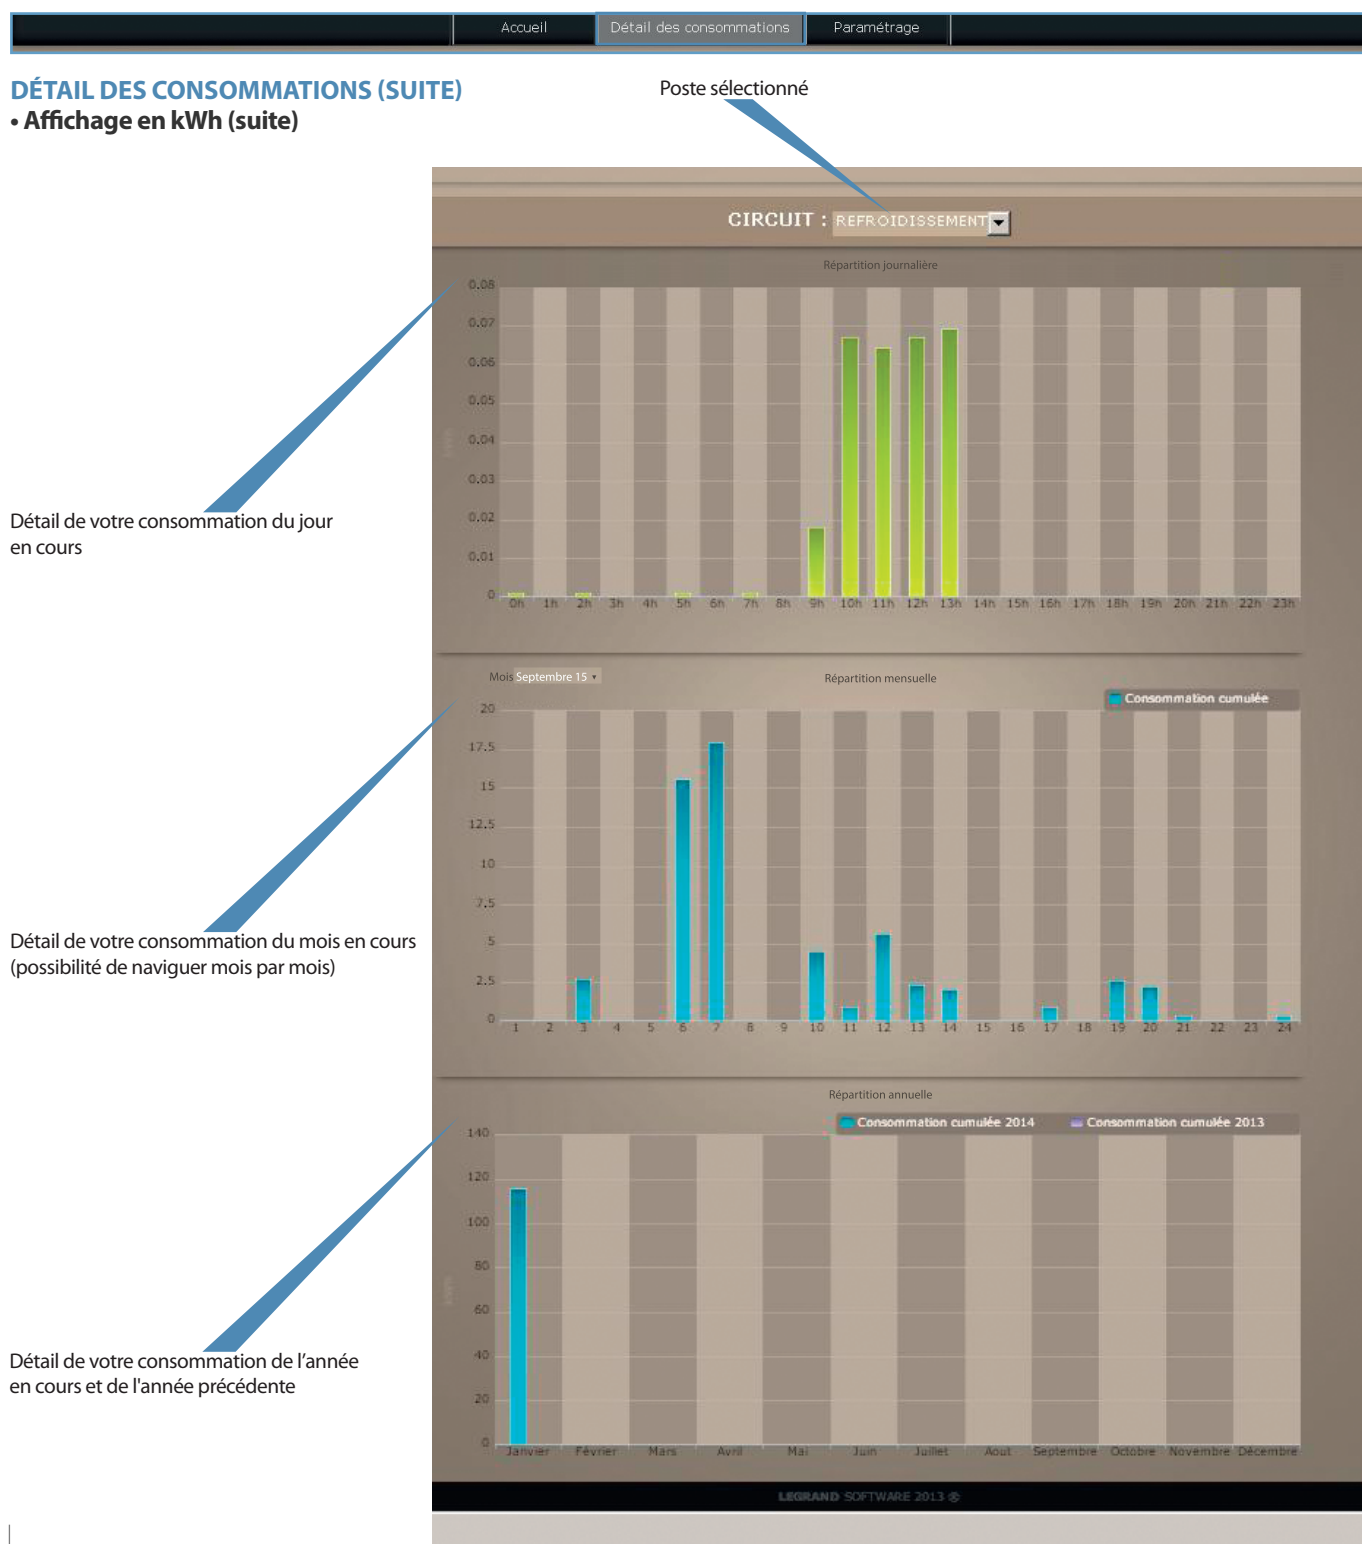 Accueil Détail des consommations Paramétrage
DÉTAIL DES CONSOMMATIONS (SUITE)
• Affichage en kWh (suite)
Poste sélectionné
CIRCUIT : REFROIDISSEMENT
Répartition journalière
0.08
0.07
0.06
0.05
0.04
0.03
0.02
0.01
0
0h 1h 2h 3h 4h 5h 6h 7h 8h 9h 10h 11h 12h 13h 14h 15h 16h 17h 18h 19h 20h 21h 22h 23h
Détail de votre consommation du jour
en cours
Mois Septembre 15
Répartition mensuelle
Consommation cumulée
20
17.5
15
12.5
10
7.5
5
2.5
0
1 2 3 4 5 6 7 8 9 10 11 12 13 14 15 16 17 18 19 20 21 22 23 24
Détail de votre consommation du mois en cours
(possibilité de naviguer mois par mois)
Répartition annuelle
Consommation cumulée 2014 Consommation cumulée 2013
140
120
100
80
60
40
20
0
kWh
Janvier Février Mars Avril Mai Juin Juillet Aout Septembre Octobre Novembre Décembre
Détail de votre consommation de l’année
en cours et de l'année précédente
LEGRAND SOFTWARE 2013